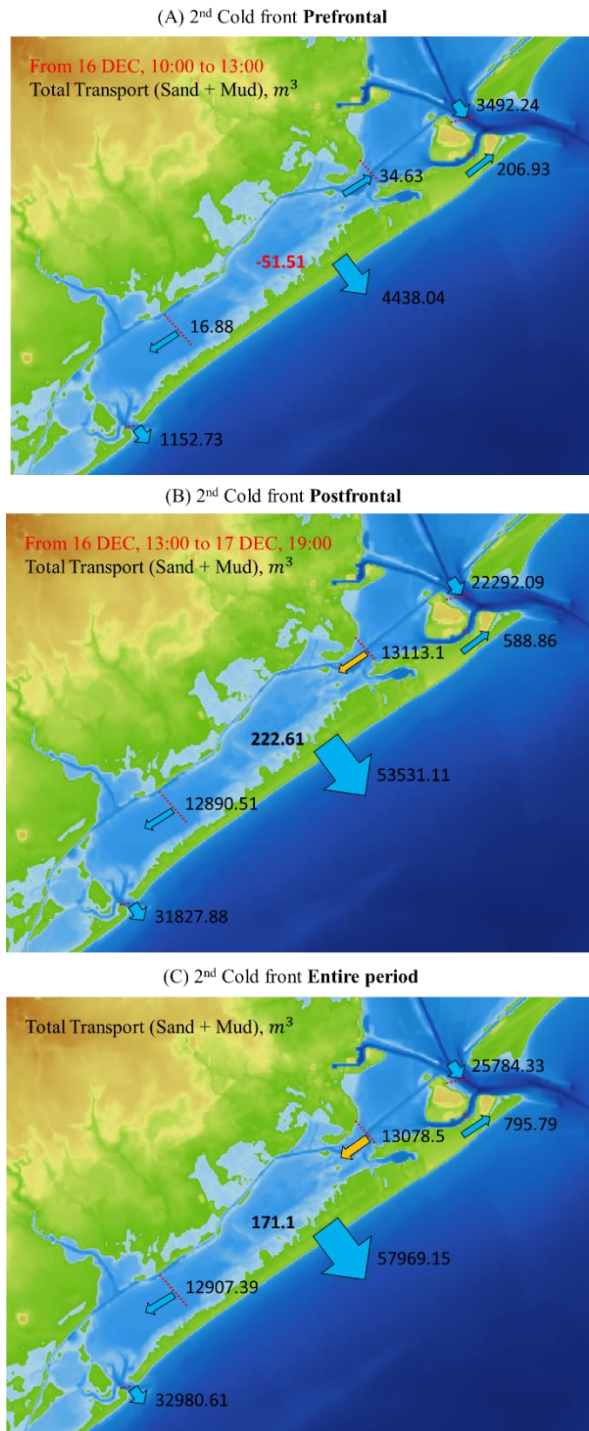 (A) 2nd Cold front Prefrontal
From 16 DEC, 10:00 to 13:00
Total Transport (Sand + Mud), m³
3492.24
34.63
206.93
-51.51
4438.04
16.88
1152.73
(B) 2nd Cold front Postfrontal
From 16 DEC, 13:00 to 17 DEC, 19:00
Total Transport (Sand + Mud), m³
22292.09
13113.1
588.86
222.61
53531.11
12890.51
31827.88
(C) 2nd Cold front Entire period
Total Transport (Sand + Mud), m³
25784.33
13078.5
795.79
171.1
57969.15
12907.39
32980.61